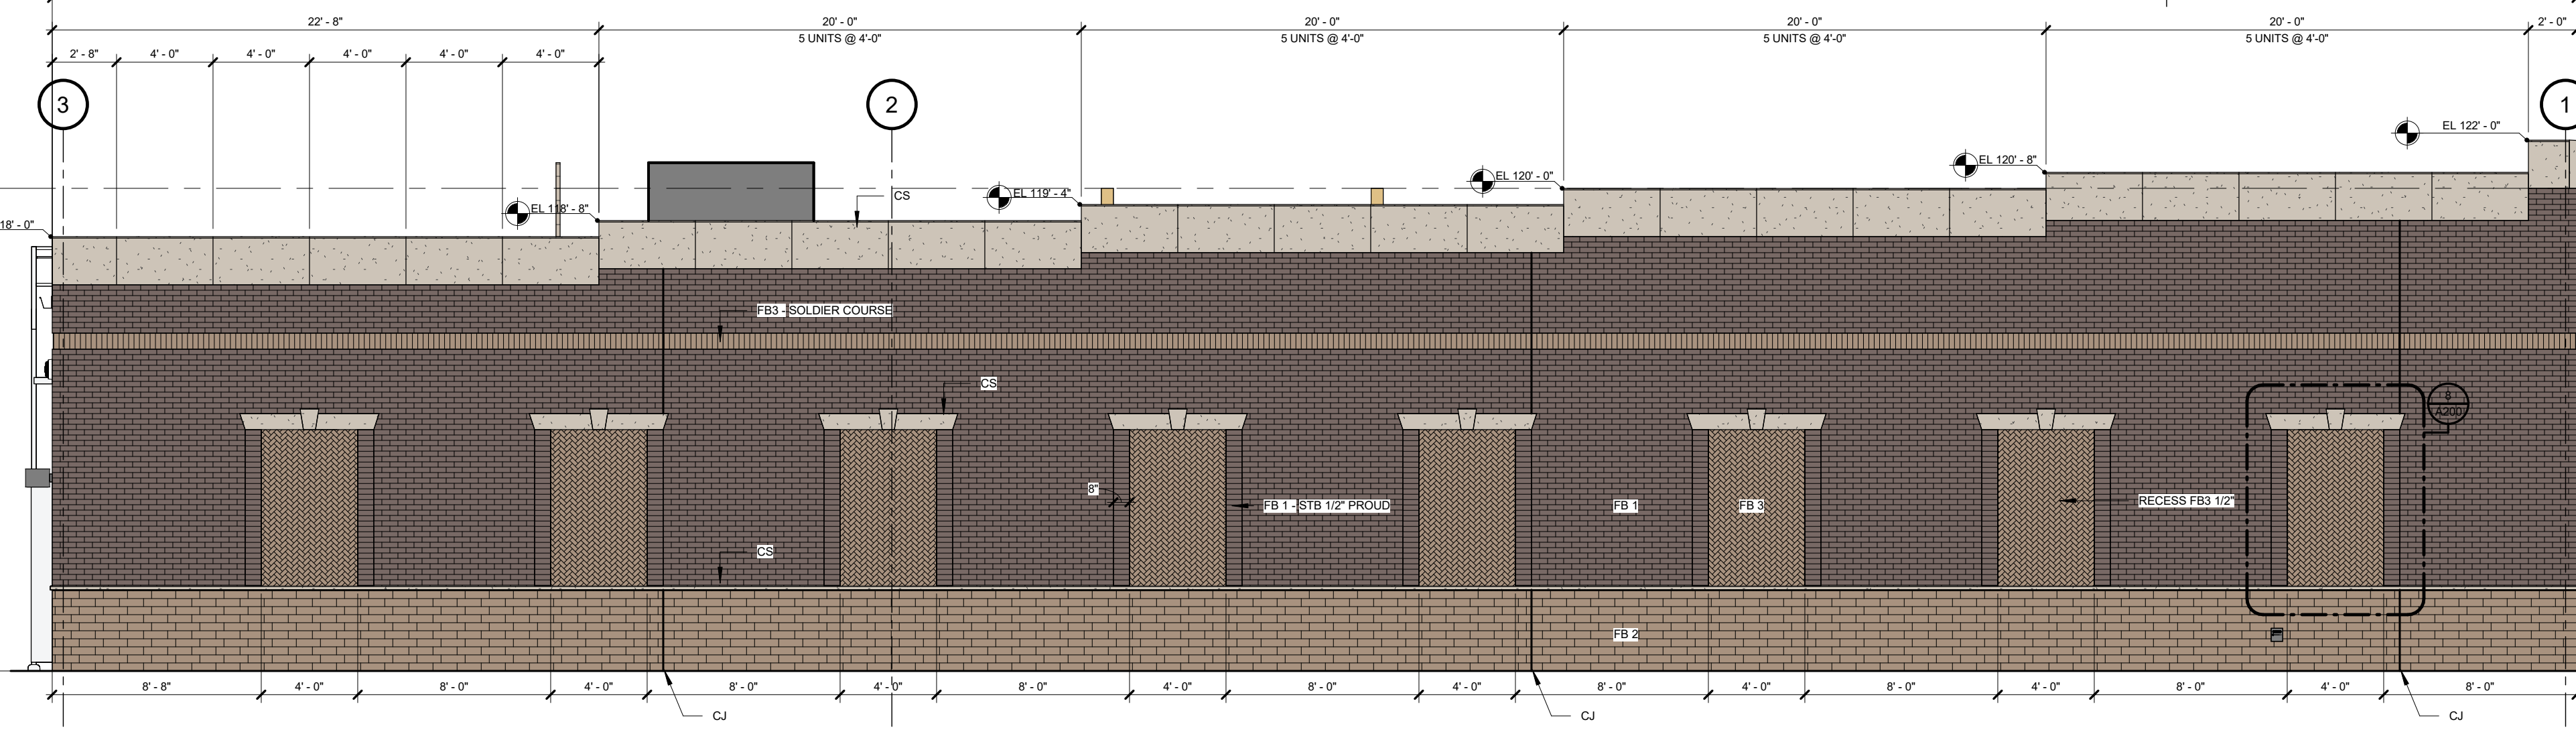 22' - 8"
20' - 0"
20' - 0"
20' - 0"
20' - 0"
2' - 0"
5 UNITS @ 4'-0"
5 UNITS @ 4'-0"
5 UNITS @ 4'-0"
5 UNITS @ 4'-0"
2' - 8"
4' - 0"
4' - 0"
4' - 0"
4' - 0"
4' - 0"
3
2
1
EL 122' - 0"
EL 120' - 8"
EL 120' - 0"
EL 119' - 4"
CS
EL 118' - 8"
18' - 0"
FB3 - SOLDIER COURSE
CS
8
A200
8"
FB 1 - STB 1/2" PROUD
FB 1
FB 3
RECESS FB3 1/2"
CS
FB 2
8' - 8"
4' - 0"
8' - 0"
4' - 0"
8' - 0"
4' - 0"
8' - 0"
4' - 0"
8' - 0"
4' - 0"
8' - 0"
4' - 0"
8' - 0"
4' - 0"
8' - 0"
4' - 0"
8' - 0"
CJ
CJ
CJ